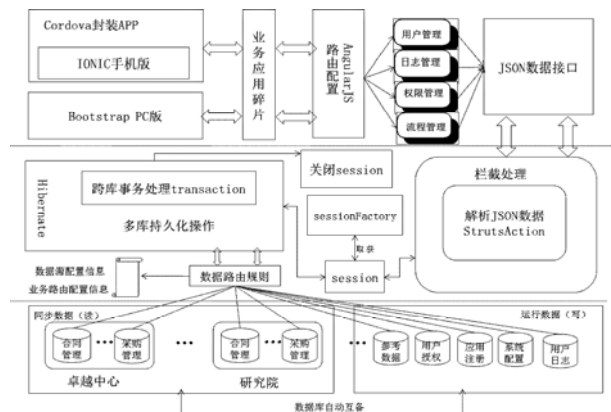 Cordova封装APP
IONIC手机版
Bootstrap PC版
业务应用碎片
AngularJS
路由配置
用户管理
日志管理
权限管理
流程管理
JSON数据接口
Hibernate
跨库事务处理transaction
多库持久化操作
关闭session
sessionFactory
取获
session
栏截处理
解析JSON数据
StrutsAction
数据源配置信息
业务路由配置信息
数据路由规则
同步数据（读）
运行数据（写）
合同
管理
采购
管理
合同
管理
采购
管理
参考
数据
用户
授权
应用
注册
系统
配置
用户
日志
卓越中心
研究院
数据库自动互备